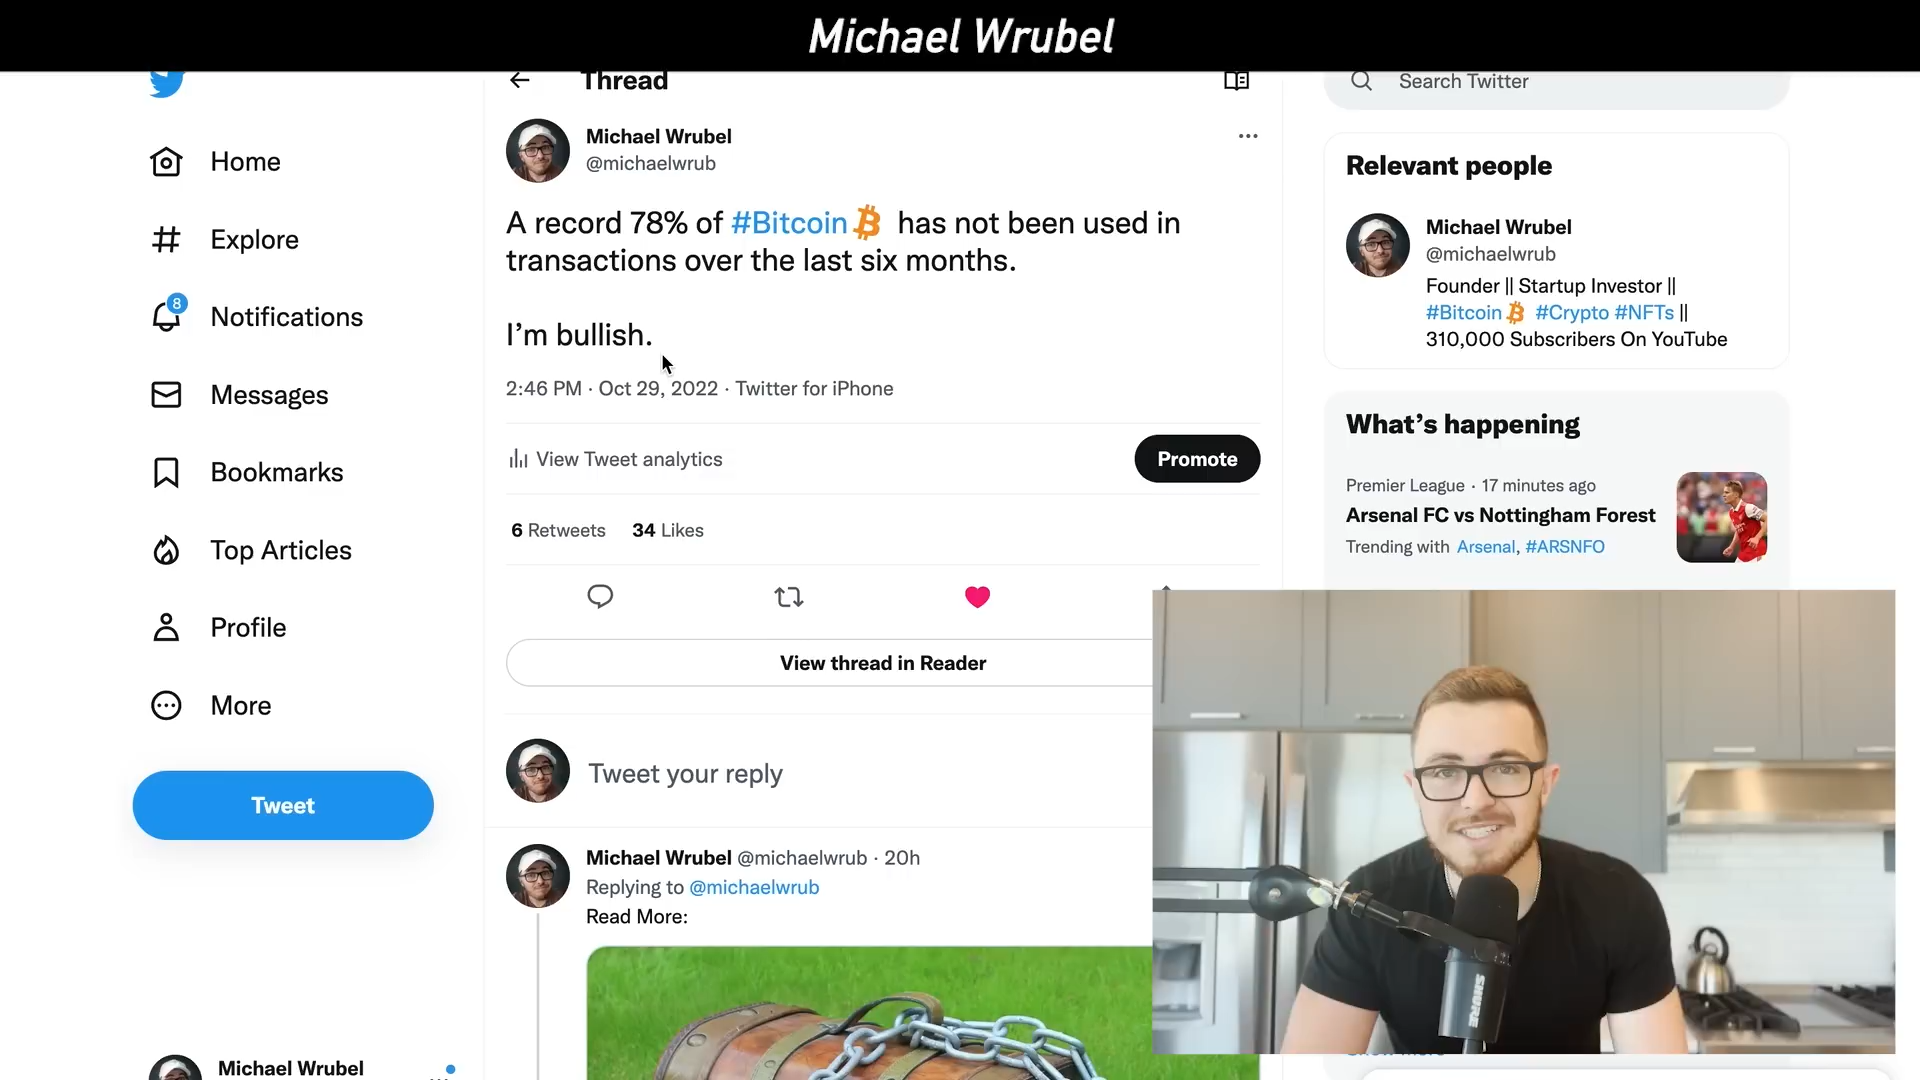 Michael Wrubel
Thread
Search Twitter
Home
Explore
8
Notifications
Messages
Bookmarks
Top Articles
Profile
More
Tweet
Michael Wrubel
Michael Wrubel
@michaelwrub
A record 78% of #Bitcoin has not been used in
transactions over the last six months.
I'm bullish.
2:46 PM · Oct 29, 2022 · Twitter for iPhone
View Tweet analytics
Promote
6 Retweets 34 Likes
View thread in Reader
Tweet your reply
Michael Wrubel @michaelwrub · 20h
Replying to @michaelwrub
Read More:
Relevant people
Michael Wrubel
@michaelwrub
Founder || Startup Investor ||
#Bitcoin #Crypto #NFTs ||
310,000 Subscribers On YouTube
What's happening
Premier League · 17 minutes ago
Arsenal FC vs Nottingham Forest
Trending with Arsenal, #ARSNFO
SHURE